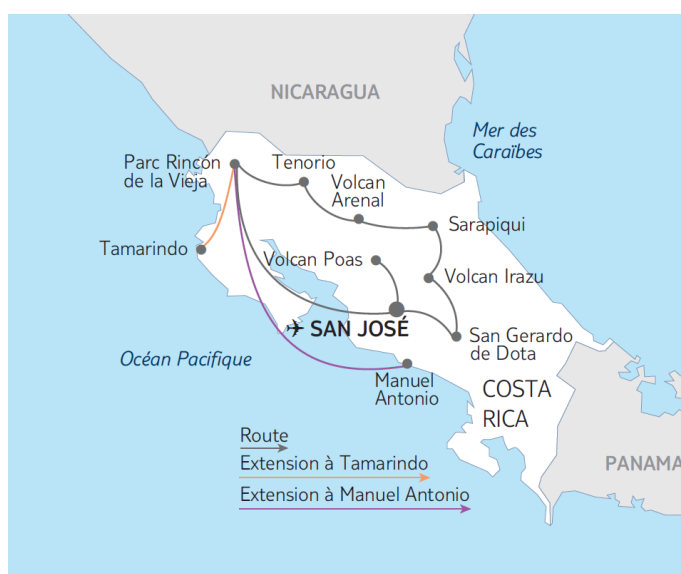 NICARAGUA
Mer des
Caraïbes
Parc Rincón
de la Vieja
Tenorio
Volcan
Arenal
Sarapiqui
Tamarindo
Volcan Poas
Volcan Irazu
SAN JOSÉ
San Gerardo
de Dota
Océan Pacifique
Manuel
Antonio
COSTA
RICA
Route
Extension à Tamarindo
Extension à Manuel Antonio
PANAMA